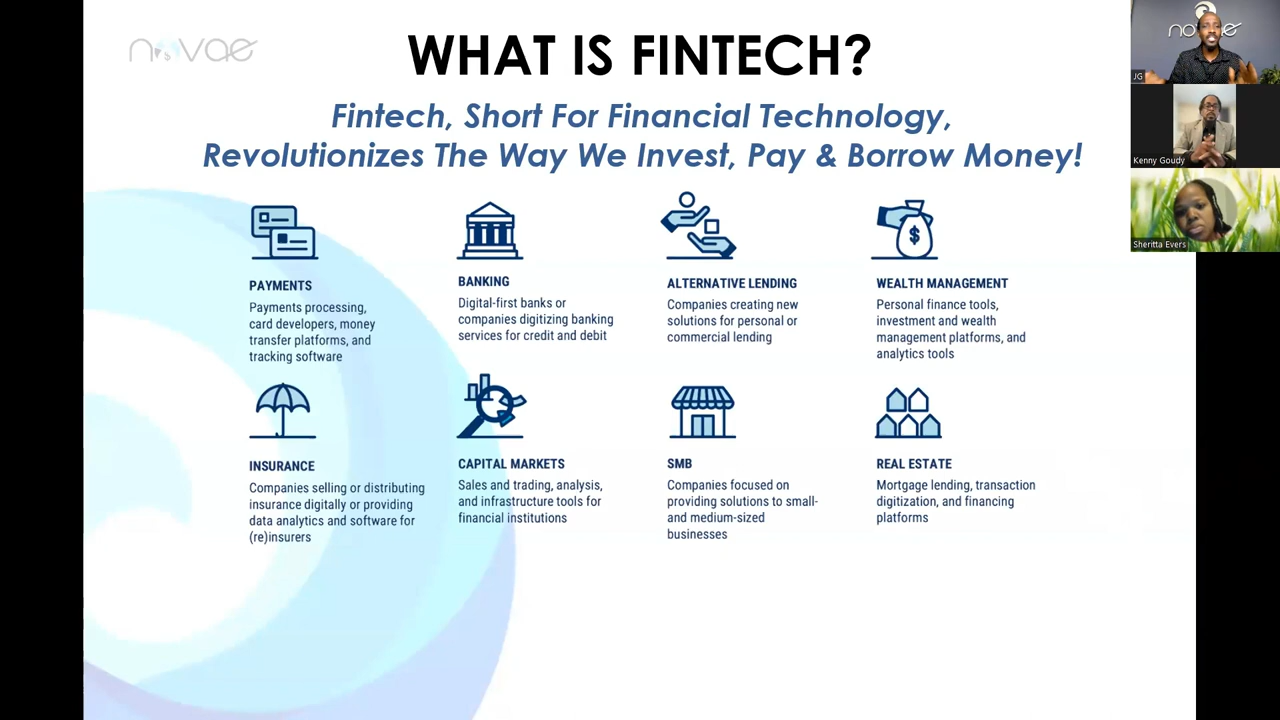 novae
WHAT IS FINTECH?
Fintech, Short For Financial Technology,
Revolutionizes The Way We Invest, Pay & Borrow Money!
PAYMENTS
Payments processing,
card developers, money
transfer platforms, and
tracking software
BANKING
Digital-first banks or
companies digitizing banking
services for credit and debit
ALTERNATIVE LENDING
Companies creating new
solutions for personal or
commercial lending
$
WEALTH MANAGEMENT
Personal finance tools,
investment and wealth
management platforms, and
analytics tools
INSURANCE
Companies selling or distributing
insurance digitally or providing
data analytics and software for
(re)insurers
CAPITAL MARKETS
Sales and trading, analysis,
and infrastructure tools for
financial institutions
SMB
Companies focused on
providing solutions to small-
and medium-sized
businesses
REAL ESTATE
Mortgage lending, transaction
digitization, and financing
platforms
JG
Kenny Goudy
Sheritta Evers